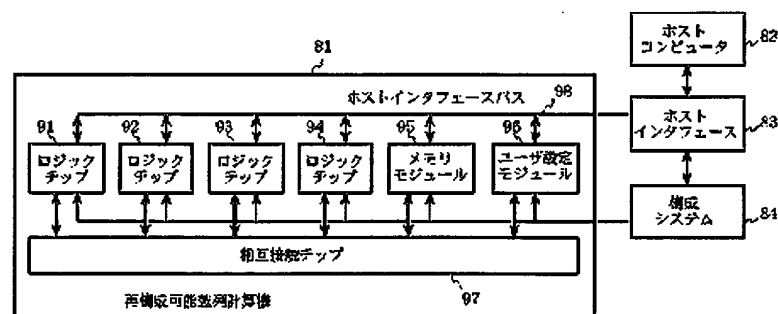 81
ホスト
コンピュータ
82
ホストインタフェースバス
98
ホスト
インタフェース
83
91
92
93
94
95
96
ロジック
チップ
ロジック
チップ
ロジック
チップ
ロジック
チップ
メモリ
モジュール
ユーザ設定
モジュール
構成
システム
84
相互接続チップ
97
再構成可能並列計算機